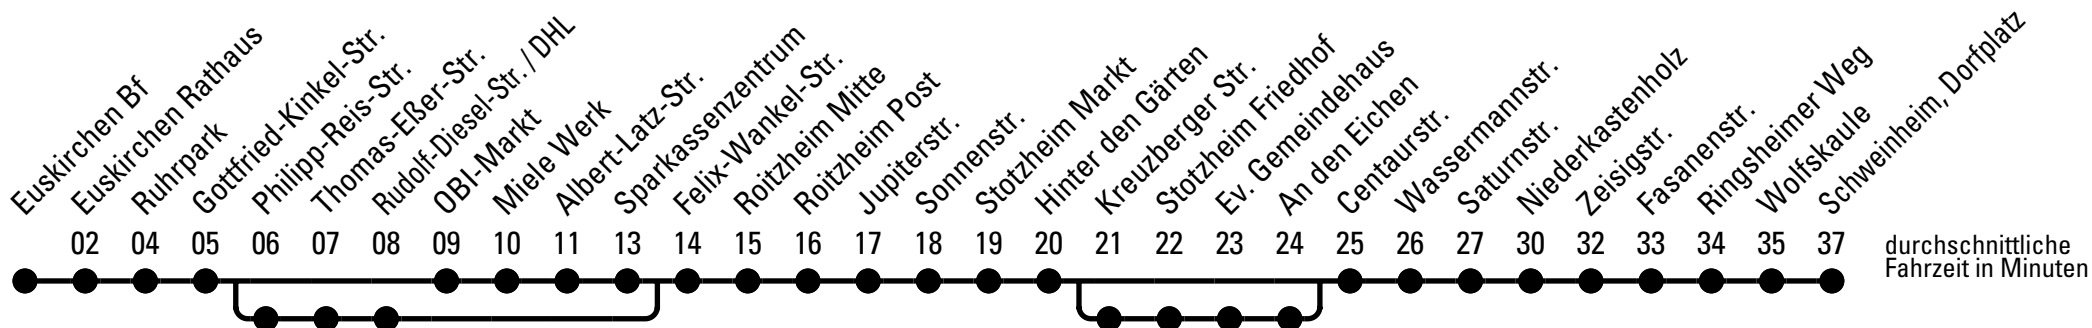 Euskirchen Bf
Euskirchen Rathaus
Ruhrpark
Gottfried-Kinkel-Str.
Philipp-Reis-Str.
Thomas-Eßer-Str.
Rudolf-Diesel-Str. / DHL
OBI-Markt
Miele Werk
Albert-Latz-Str.
Sparkassenzentrum
Felix-Wankel-Str.
Roitzheim Mitte
Roitzheim Post
Jupiterstr.
Sonnenstr.
Stotzheim Markt
Hinter den Gärten
Kreuzberger Str.
Stotzheim Friedhof
Ev. Gemeindehaus
An den Eichen
Centaurstr.
Wassermannstr.
Saturnstr.
Niederkastenholz
Zeisigstr.
Fasanenstr.
Ringsheimer Weg
Wolfskaule
Schweinheim, Dorfplatz
02 04 05 06 07 08 09 10 11 13 14 15 16 17 18 19 20 21 22 23 24 25 26 27 30 32 33 34 35 37
durchschnittliche
Fahrzeit in Minuten